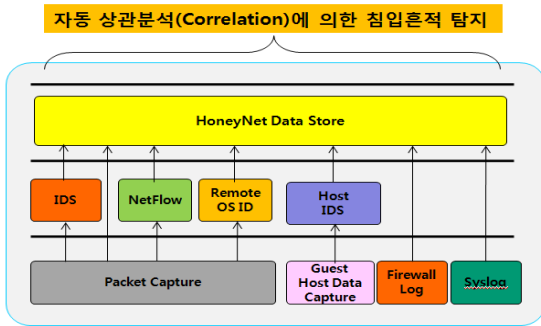 자동 상관분석(Correlation)에 의한 침입흔적 탐지
HoneyNet Data Store
IDS
NetFlow
Remote
OS ID
Host
IDS
Packet Capture
Guest
Host Data
Capture
Firewall
Log
Syslog